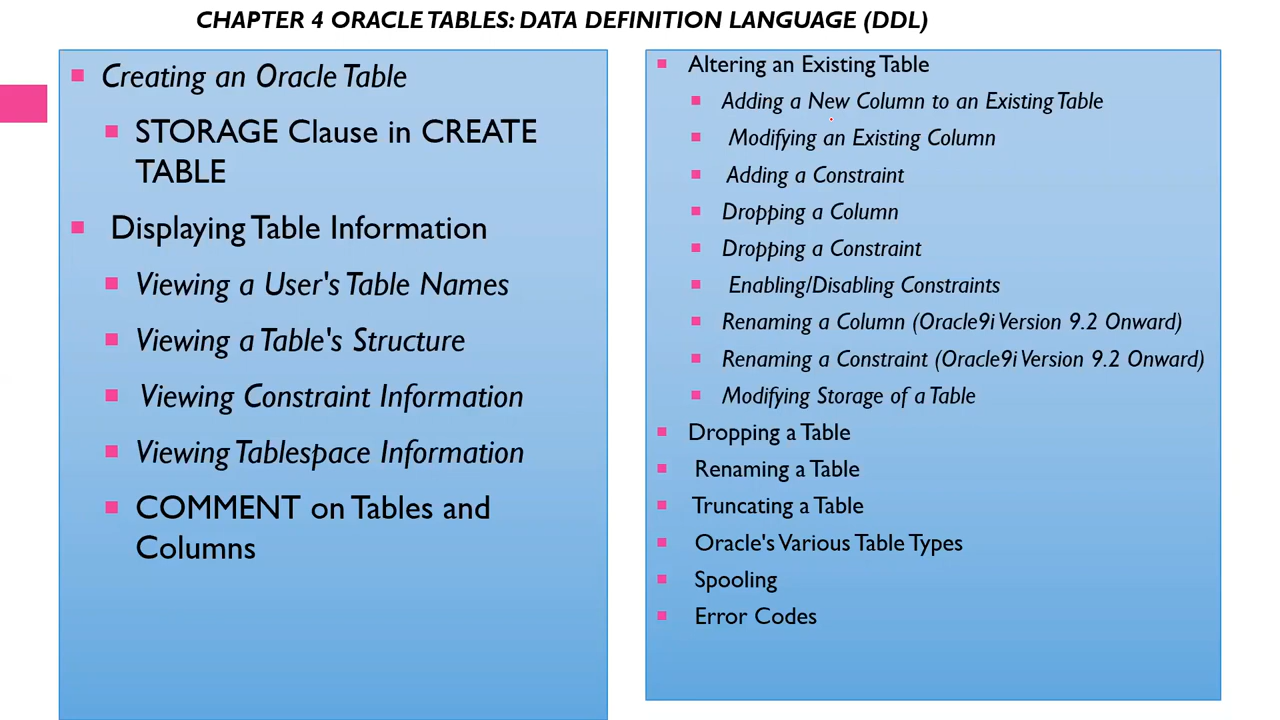 CHAPTER 4 ORACLE TABLES: DATA DEFINITION LANGUAGE (DDL)
Creating an Oracle Table
STORAGE Clause in CREATE
TABLE
Displaying Table Information
Viewing a User's Table Names
Viewing a Table's Structure
Viewing Constraint Information
Viewing Tablespace Information
COMMENT on Tables and
Columns
Altering an Existing Table
Adding a New Column to an Existing Table
Modifying an Existing Column
Adding a Constraint
Dropping a Column
Dropping a Constraint
Enabling/Disabling Constraints
Renaming a Column (Oracle9i Version 9.2 Onward)
Renaming a Constraint (Oracle9i Version 9.2 Onward)
Modifying Storage of a Table
Dropping a Table
Renaming a Table
Truncating a Table
Oracle's Various Table Types
Spooling
Error Codes